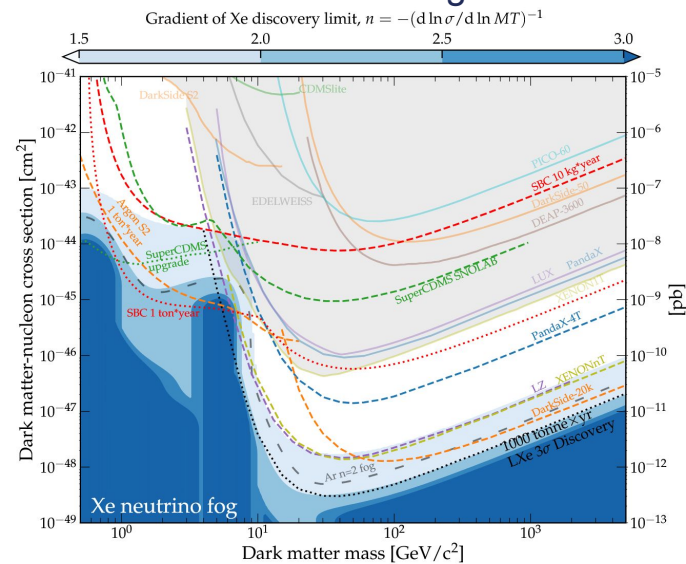 Gradient of Xe discovery limit, n = −(d ln σ/d ln MT)⁻¹
1.5 2.0 2.5 3.0
10⁻⁴¹
10⁻⁴²
10⁻⁴³
10⁻⁴⁴
10⁻⁴⁵
10⁻⁴⁶
10⁻⁴⁷
10⁻⁴⁸
10⁻⁴⁹
Dark matter-nucleon cross section [cm²]
DarkSide S2
CDMSlite
EDELWEISS
PICO-60
SBC 10 kg*year
DarkSide-50
DEAP-3600
Argon S2
1 ton*year
SuperCDMS
upgrade
SuperCDMS SNOLAB
LUX
PandaX
XENON1T
SBC 1 ton*year
PandaX-4T
LZ
XENONnT
DarkSide-20k
1000 tonne×yr
LXe 3σ Discovery
Ar n=2 fog
Xe neutrino fog
10⁻⁵
10⁻⁶
10⁻⁷
10⁻⁸
10⁻⁹
10⁻¹⁰
10⁻¹¹
10⁻¹²
10⁻¹³
[pb]
10⁰ 10¹ 10² 10³
Dark matter mass [GeV/c²]